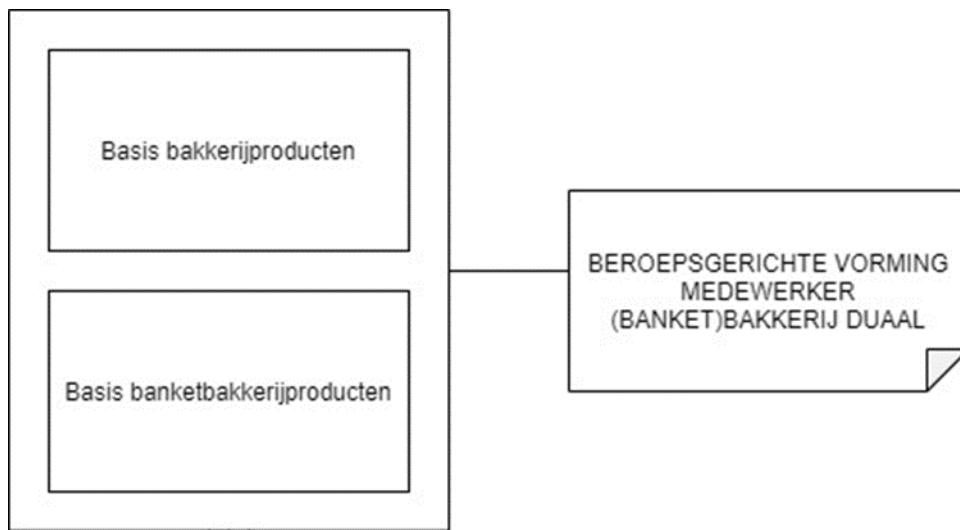 Basis bakkerijproducten
Basis banketbakkerijproducten
BEROEPSGERICHTE VORMING
MEDEWERKER
(BANKET)BAKKERIJ DUAAL